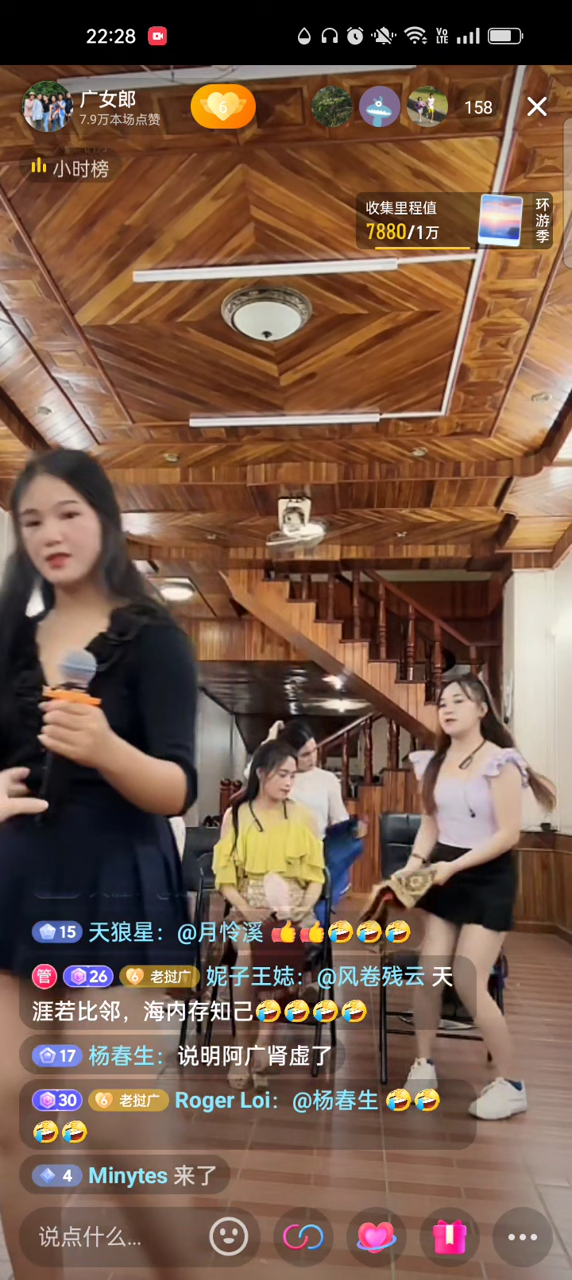 22:28
VoLTE
广女郎
7.9万本场点赞
6
158
小时榜
收集里程值
7880/1万
环游季
15 天狼星：@月怜溪 👍👍🤣🤣🤣
管 26 6 老挝广 妮子王娡：@风卷残云 天
涯若比邻，海内存知己🤣🤣🤣🤣
17 杨春生：说明阿广肾虚了
30 6 老挝广 Roger Loi：@杨春生 🤣🤣
🤣🤣
4 Minytes 来了
说点什么...